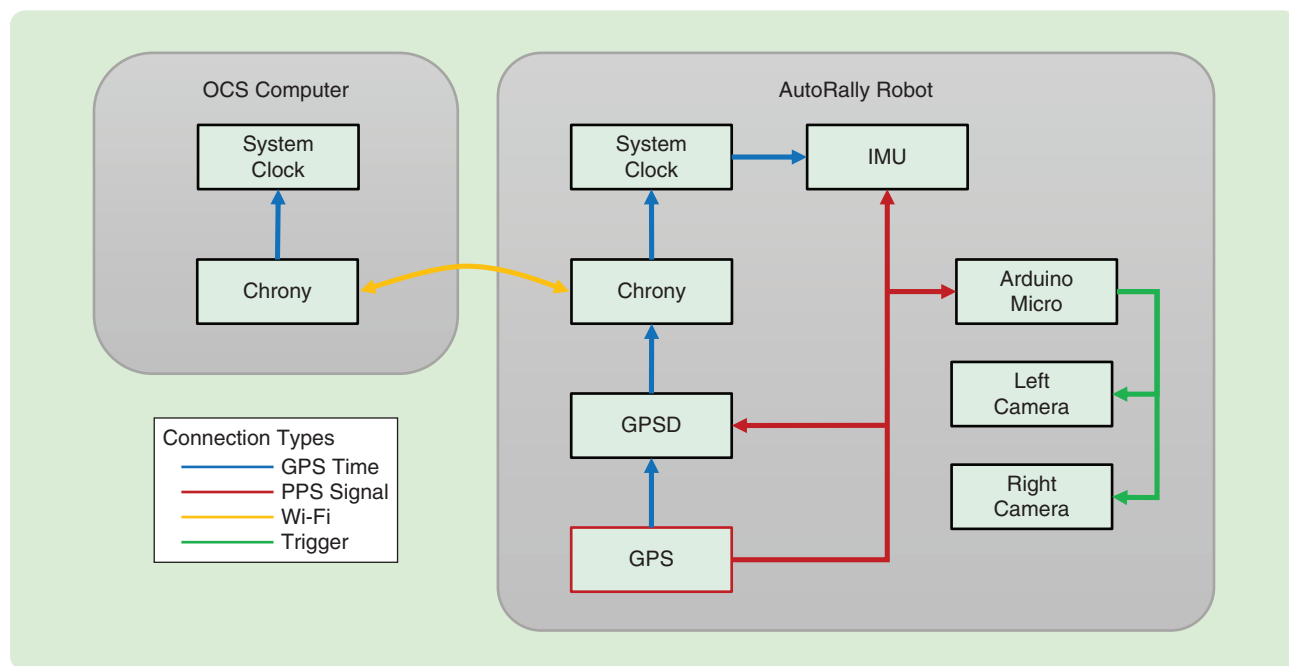 OCS Computer
System
Clock
Chrony
AutoRally Robot
System
Clock
IMU
Chrony
Arduino
Micro
GPSD
Left
Camera
Right
Camera
GPS
Connection Types
GPS Time
PPS Signal
Wi-Fi
Trigger